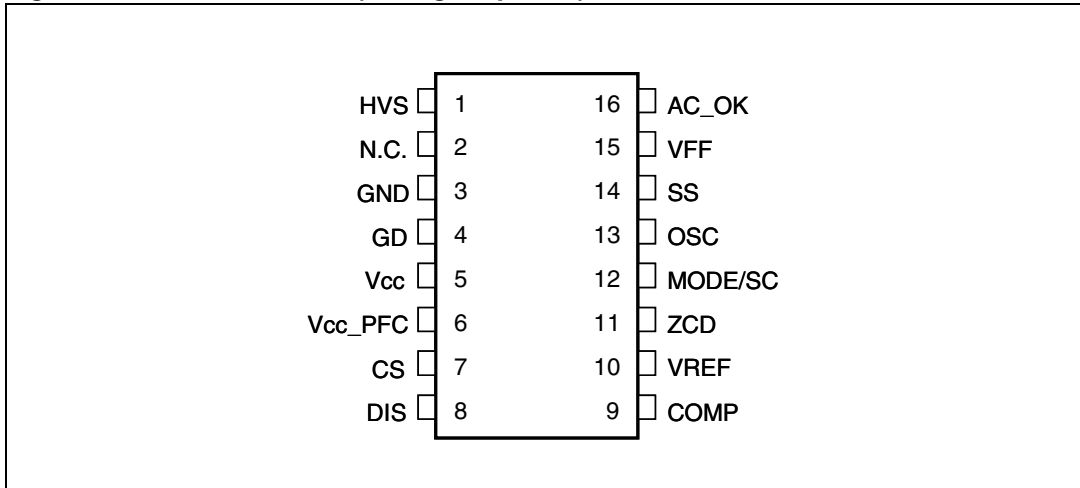 HVS 1 16 AC_OK
N.C. 2 15 VFF
GND 3 14 SS
GD 4 13 OSC
Vcc 5 12 MODE/SC
Vcc_PFC 6 11 ZCD
CS 7 10 VREF
DIS 8 9 COMP